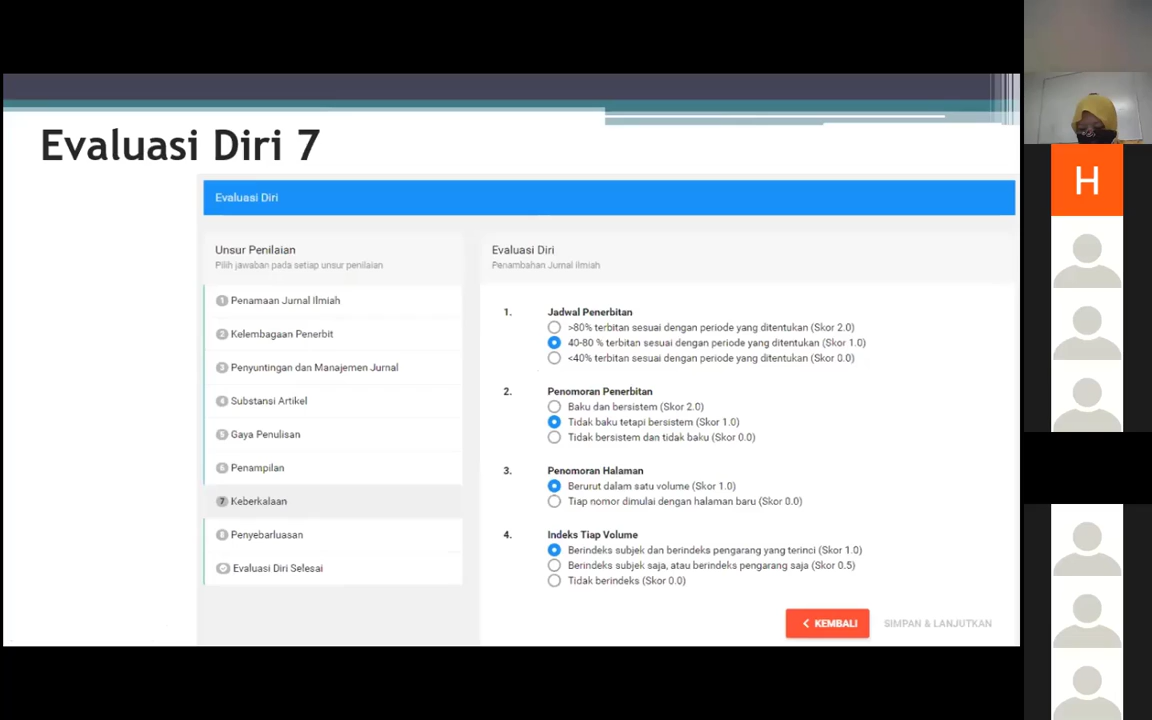 Evaluasi Diri 7
Evaluasi Diri
Unsur Penilaian
Pilih jawaban pada setiap unsur penilaian
1 Penamaan Jurnal Ilmiah
2 Kelembagaan Penerbit
3 Penyuntingan dan Manajemen Jurnal
4 Substansi Artikel
5 Gaya Penulisan
6 Penampilan
7 Keberkalaan
8 Penyebarluasan
Evaluasi Diri Selesai
Evaluasi Diri
Penambahan Jurnal Ilmiah
1. Jadwal Penerbitan
>80% terbitan sesuai dengan periode yang ditentukan (Skor 2.0)
40-80 % terbitan sesuai dengan periode yang ditentukan (Skor 1.0)
<40% terbitan sesuai dengan periode yang ditentukan (Skor 0.0)
2. Penomoran Penerbitan
Baku dan bersistem (Skor 2.0)
Tidak baku tetapi bersistem (Skor 1.0)
Tidak bersistem dan tidak baku (Skor 0.0)
3. Penomoran Halaman
Berurut dalam satu volume (Skor 1.0)
Tiap nomor dimulai dengan halaman baru (Skor 0.0)
4. Indeks Tiap Volume
Berindeks subjek dan berindeks pengarang yang terinci (Skor 1.0)
Berindeks subjek saja, atau berindeks pengarang saja (Skor 0.5)
Tidak berindeks (Skor 0.0)
KEMBALI
SIMPAN & LANJUTKAN
H